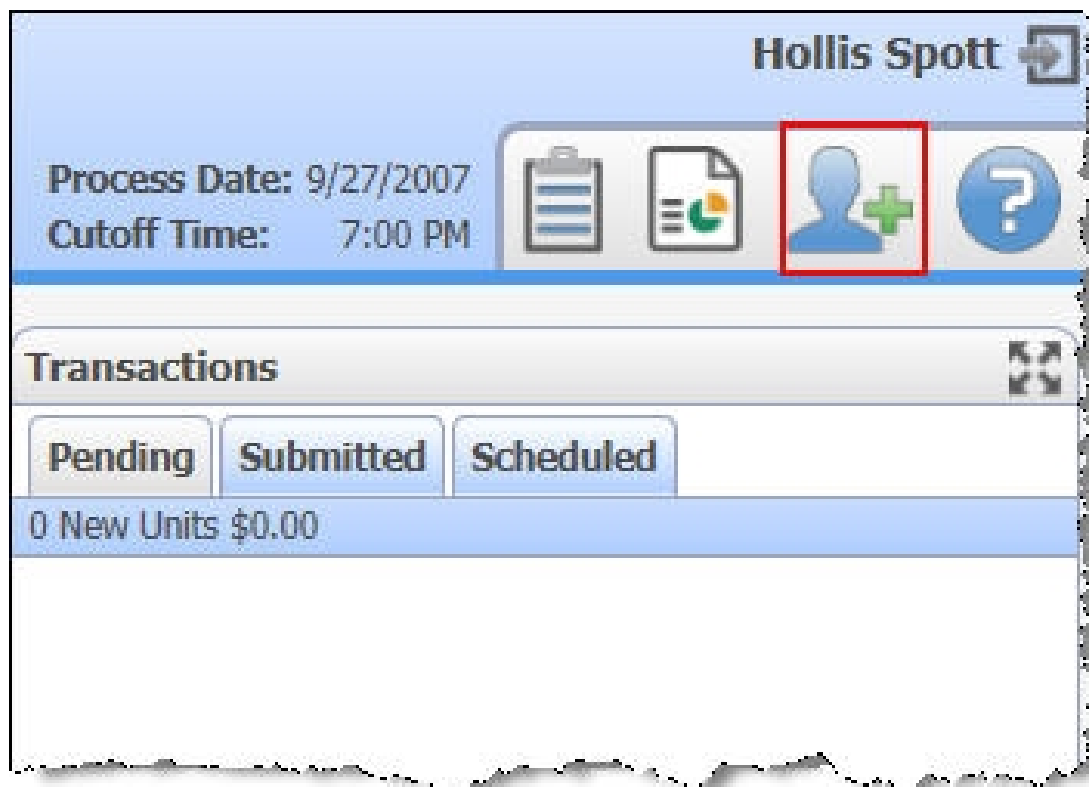 Hollis Spott
Process Date: 9/27/2007
Cutoff Time: 7:00 PM
Transactions
Pending Submitted Scheduled
0 New Units $0.00